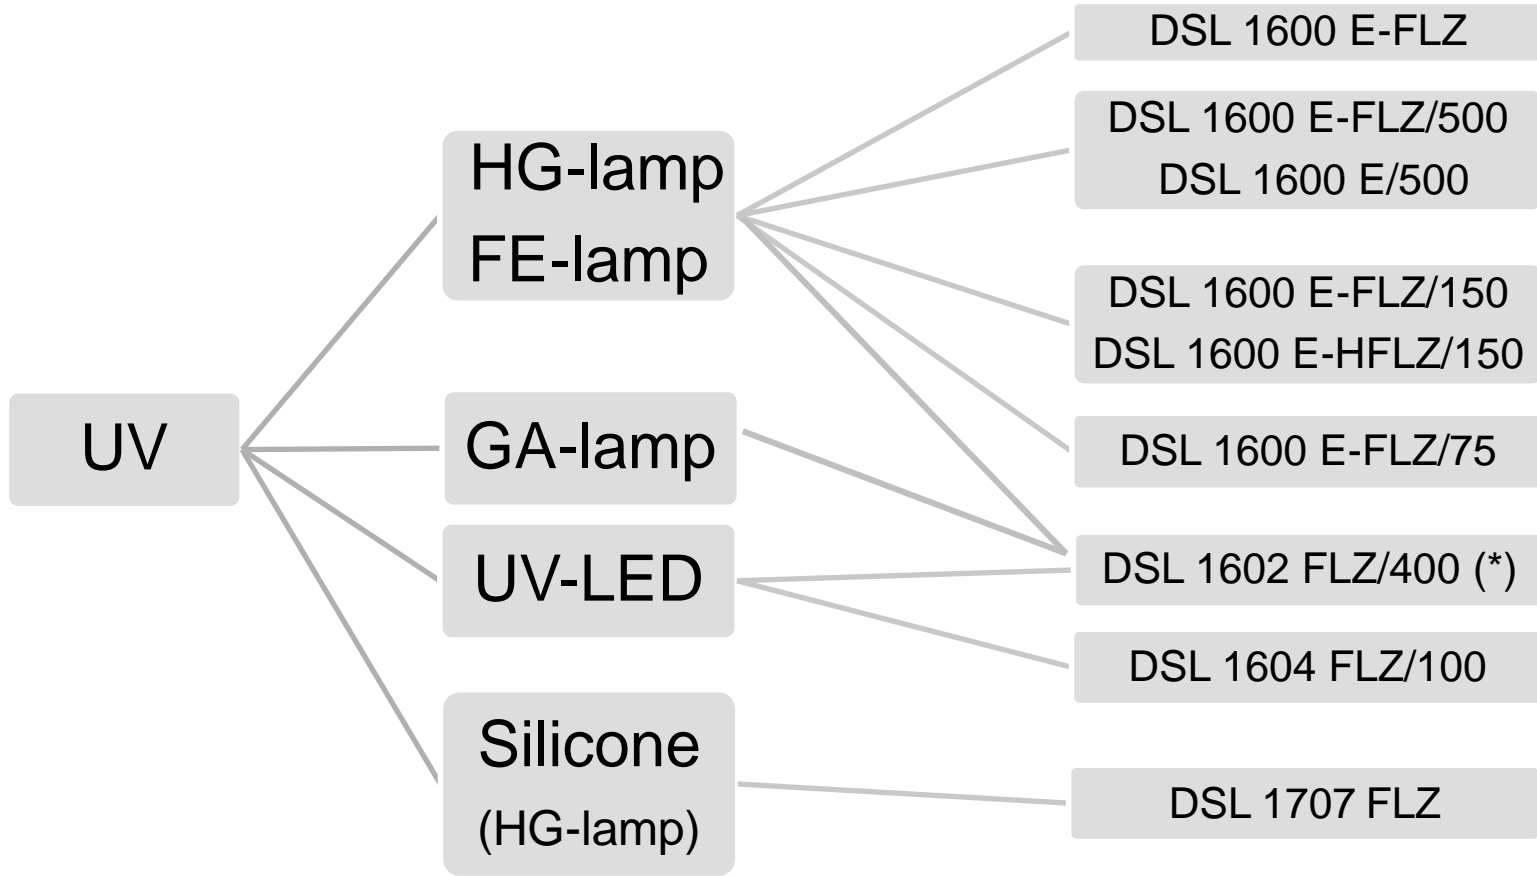 UV
HG-lamp
FE-lamp
GA-lamp
UV-LED
Silicone
(HG-lamp)
DSL 1600 E-FLZ
DSL 1600 E-FLZ/500
DSL 1600 E/500
DSL 1600 E-FLZ/150
DSL 1600 E-HFLZ/150
DSL 1600 E-FLZ/75
DSL 1602 FLZ/400 (*)
DSL 1604 FLZ/100
DSL 1707 FLZ